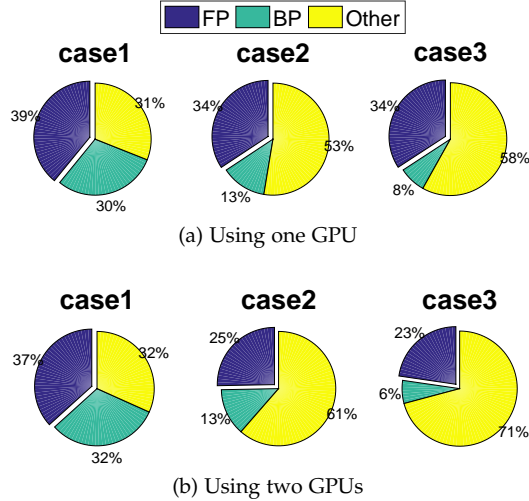 FP BP Other
case1 case2 case3
39% 31% 30%
34% 53% 13%
34% 58% 8%
(a) Using one GPU
case1 case2 case3
37% 32% 32%
25% 61% 13%
23% 71% 6%
(b) Using two GPUs